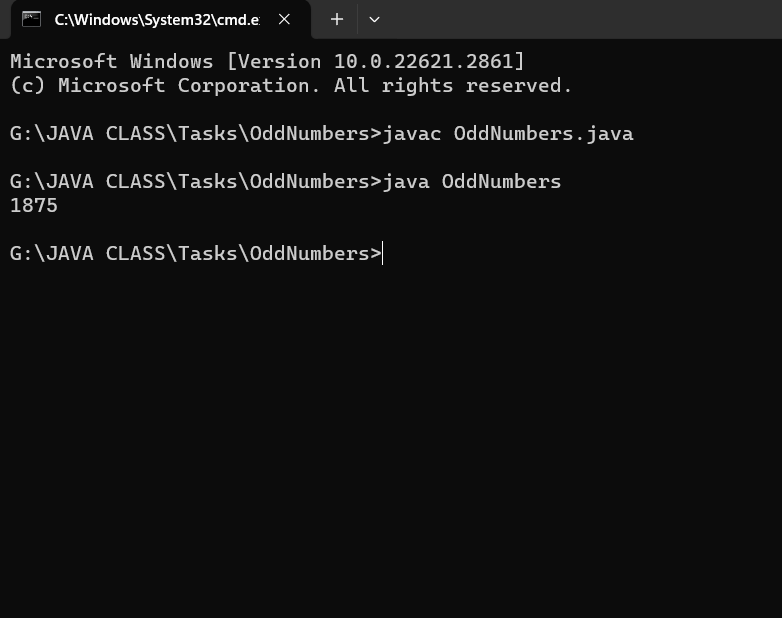 C:\Windows\System32\cmd.e
Microsoft Windows [Version 10.0.22621.2861]
(c) Microsoft Corporation. All rights reserved.
G:\JAVA CLASS\Tasks\OddNumbers>javac OddNumbers.java
G:\JAVA CLASS\Tasks\OddNumbers>java OddNumbers
1875
G:\JAVA CLASS\Tasks\OddNumbers>